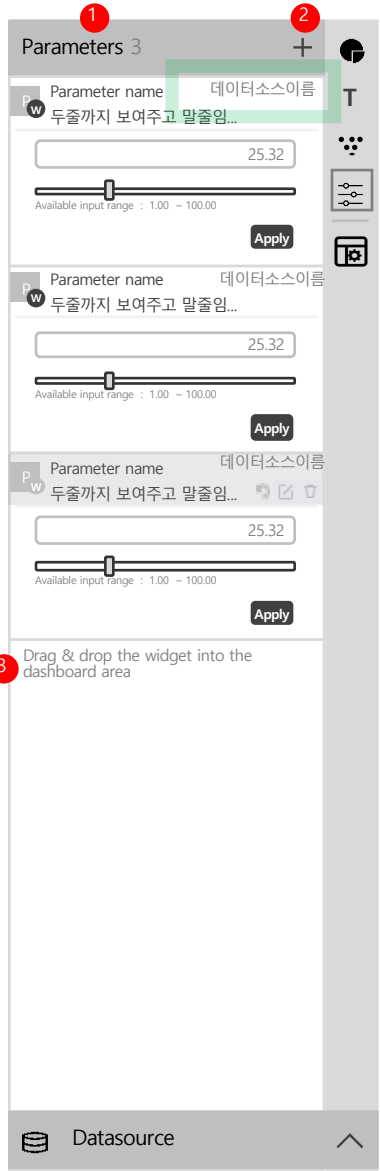 1
2
Parameters 3
T
P
W
Parameter name
데이터소스이름
두줄까지 보여주고 말줄임...
25.32
Available input range : 1.00 ~ 100.00
Apply
P
W
Parameter name
데이터소스이름
두줄까지 보여주고 말줄임...
25.32
Available input range : 1.00 ~ 100.00
Apply
P
W
Parameter name
데이터소스이름
두줄까지 보여주고 말줄임...
25.32
Available input range : 1.00 ~ 100.00
Apply
3
Drag & drop the widget into the
dashboard area
Datasource